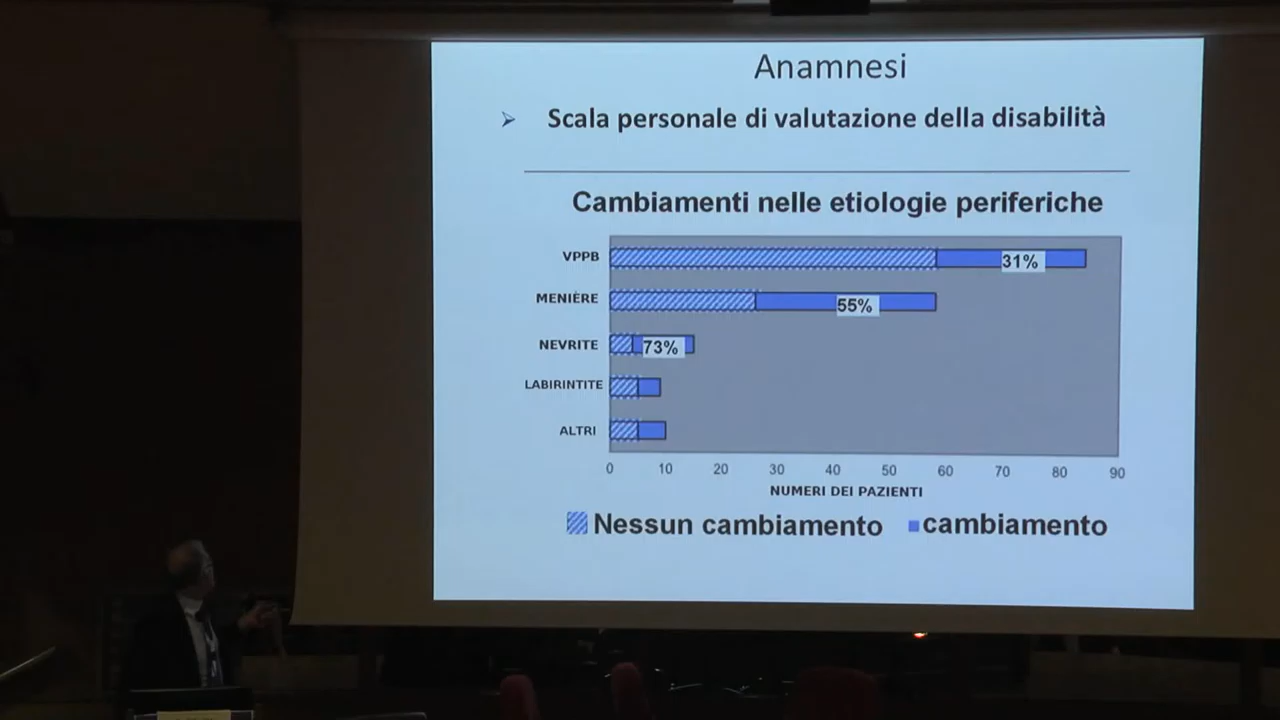 Anamnesi
➢ Scala personale di valutazione della disabilità
Cambiamenti nelle etiologie periferiche
VPPB 31%
MENIÈRE 55%
NEVRITE 73%
LABIRINTITE
ALTRI
0 10 20 30 40 50 60 70 80 90
NUMERI DEI PAZIENTI
Nessun cambiamento cambiamento